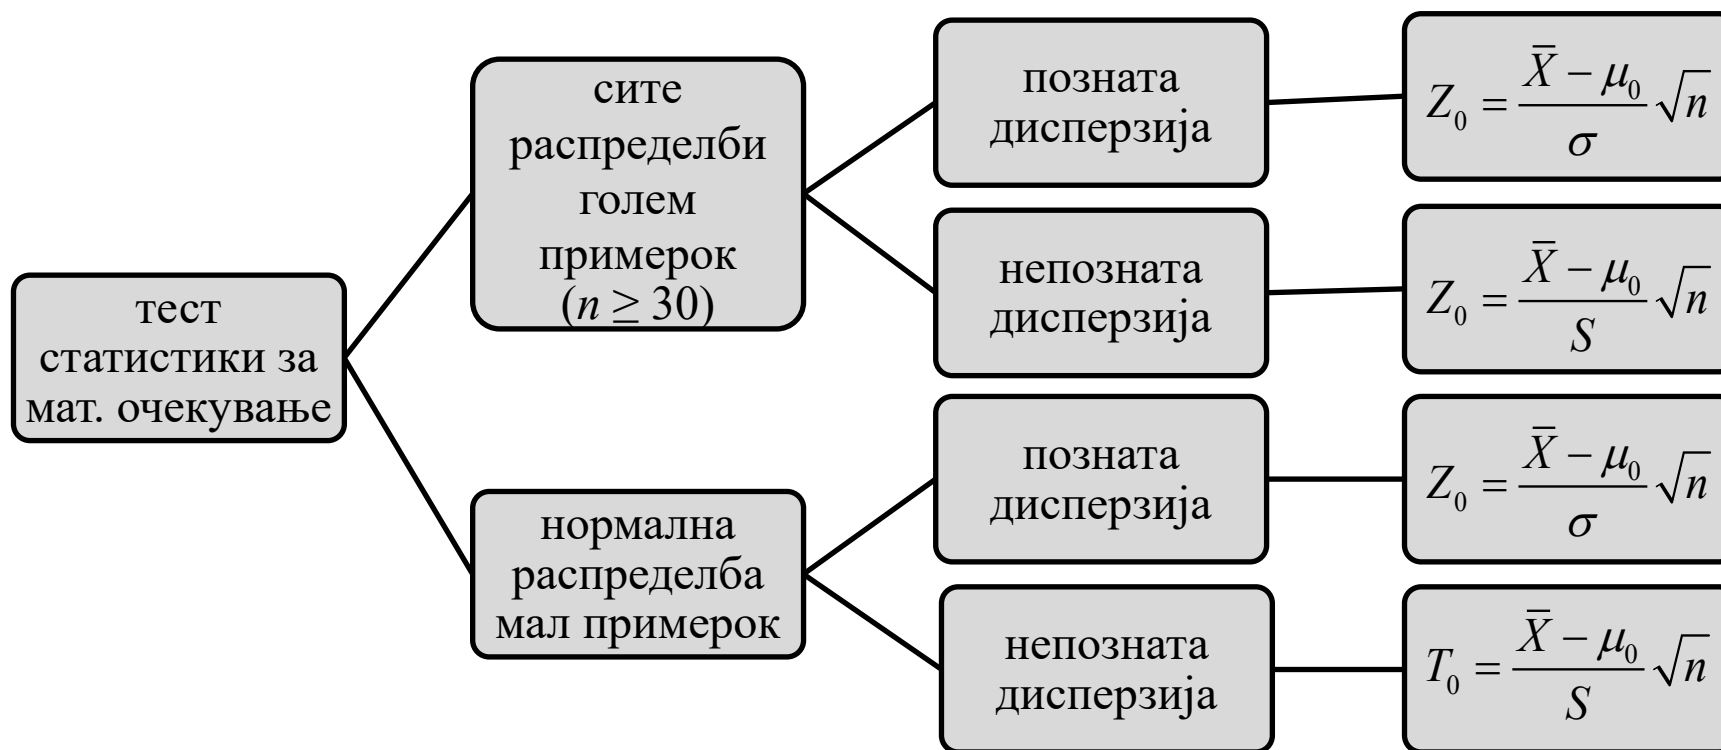 тест
статистики за
мат. очекување
сите
распределби
голем
примерок
(n ≥ 30)
нормална
распределба
мал примерок
позната
дисперзија
непозната
дисперзија
позната
дисперзија
непозната
дисперзија
Z₀ = (X̄ − μ₀)/σ √n
Z₀ = (X̄ − μ₀)/S √n
Z₀ = (X̄ − μ₀)/σ √n
T₀ = (X̄ − μ₀)/S √n